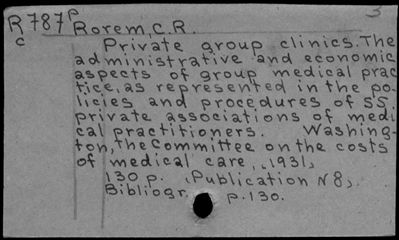 3
R787p Rorem, C.R.
c
Private group clinics. The
administrative and economic
aspects of group medical prac
tice, as represented in the po-
licies and procedures of 55
private associations of medi
cal practitioners. Washing-
ton, the Committee on the costs
of medical care, 1931,
130 p. (Publication N8)
Bibliogr. p. 130.